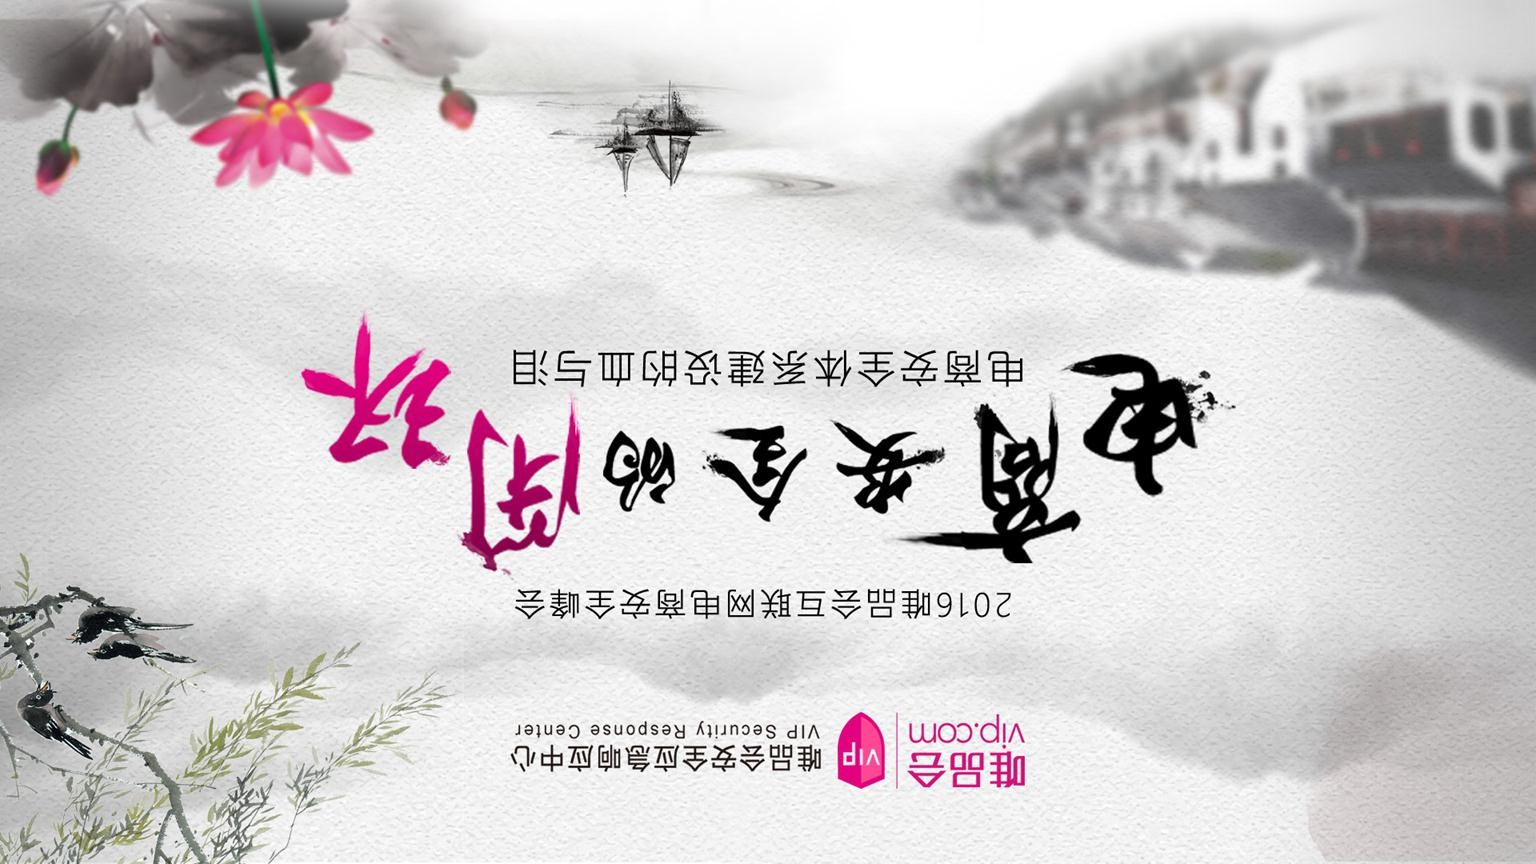 唯品会
vip.com
vip
唯品会安全应急响应中心
VIP Security Response Center
2016唯品会互联网电商安全峰会
电商安全的闭环
电商安全体系建设的血与泪